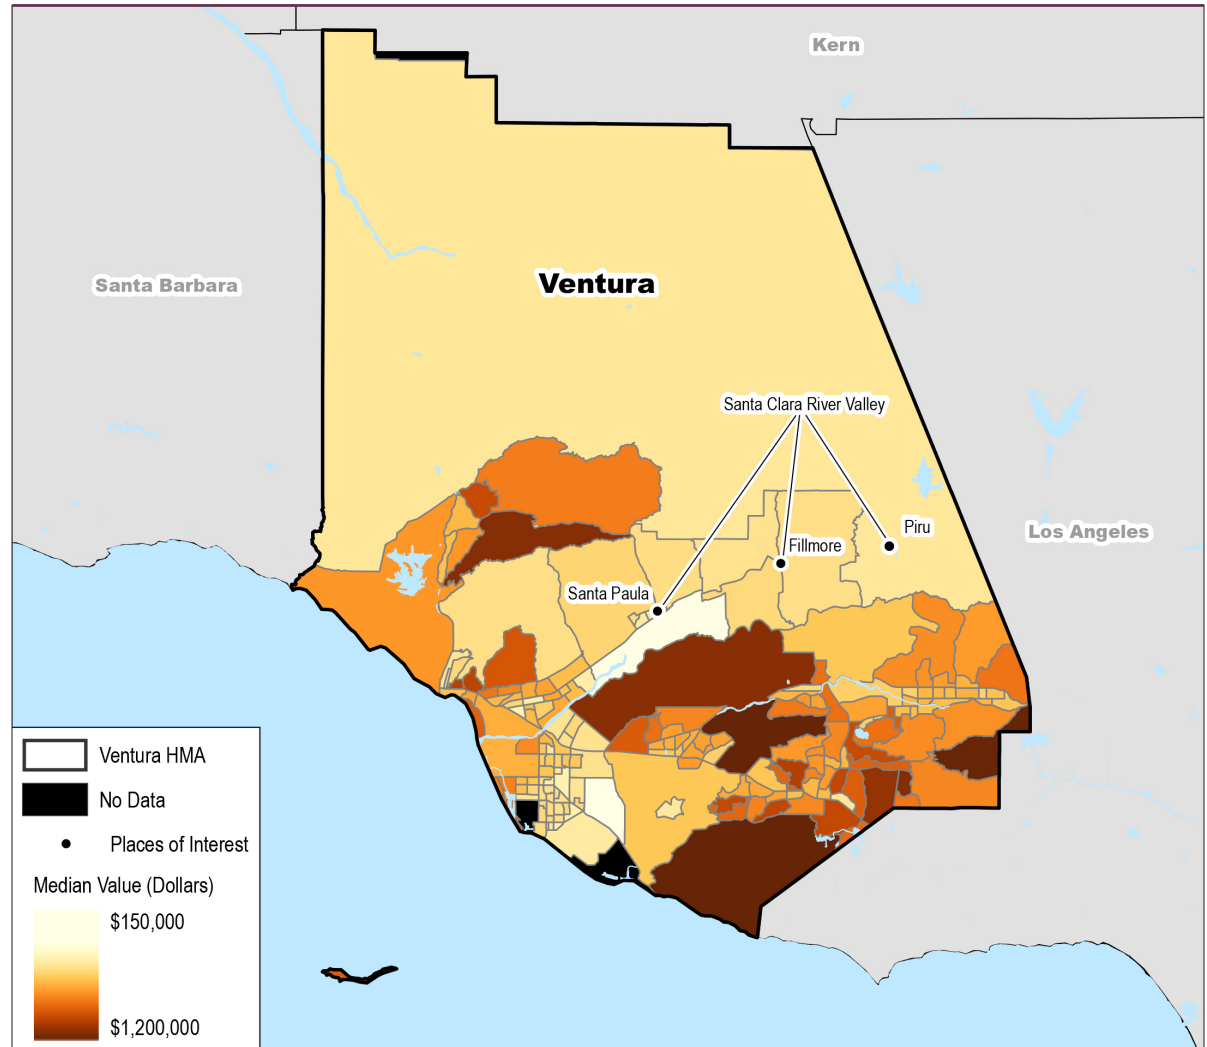 Kern
Santa Barbara
Ventura
Santa Clara River Valley
Piru
Los Angeles
Fillmore
Santa Paula
Ventura HMA
No Data
Places of Interest
Median Value (Dollars)
$150,000
$1,200,000